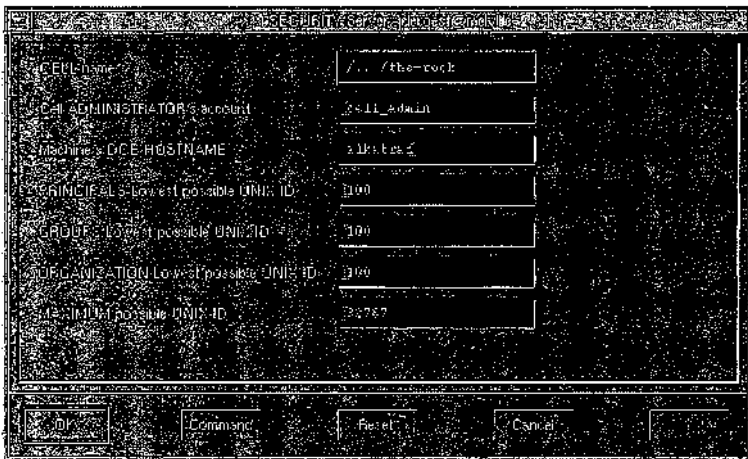 SECURITY
CELL name
/.../the-rock
CELL ADMINISTRATOR's account
cell_admin
Machine's DCE HOSTNAME
alkatraz
PRINCIPALS Lowest possible UNIX ID
100
GROUPS Lowest possible UNIX ID
100
ORGANIZATION Lowest possible UNIX ID
100
MAXIMUM possible UNIX ID
32767
OK
Command
Reset
Cancel